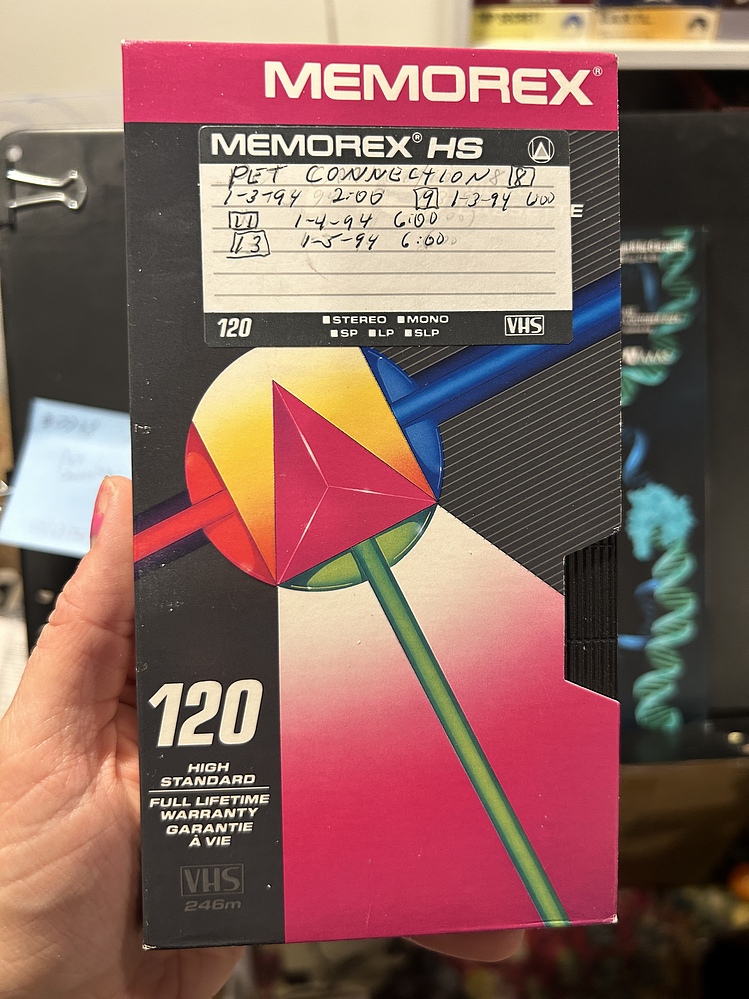 MEMOREX®
MEMOREX® HS
PET CONNECTION 8
1-3-94 2:00 9 1-3-94 6:00
11 1-4-94 6:00
13 1-5-94 6:00
E
120
■STEREO ■MONO
■SP ■LP ■SLP
VHS
120
HIGH
STANDARD
FULL LIFETIME
WARRANTY
GARANTIE
À VIE
VHS
246m